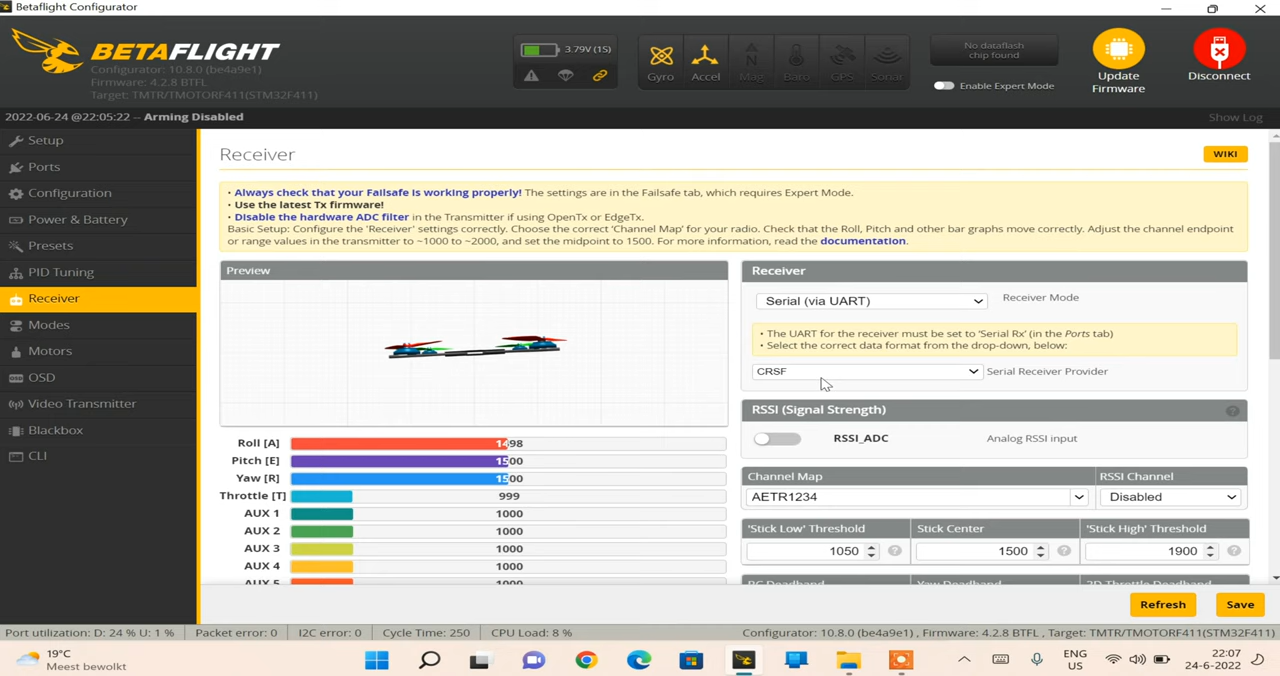 Betaflight Configurator
BETAFLIGHT
Configurator: 10.8.0 (be4a9e1)
Firmware: 4.2.8 BTFL
Target: TMTR/TMOTORF411(STM32F411)
3.79V (1S)
Gyro
Accel
Mag
Baro
GPS
Sonar
No dataflash
chip found
Enable Expert Mode
Update
Firmware
Disconnect
2022-06-24 @22:05:22 -- Arming Disabled
Show Log
Setup
Ports
Configuration
Power & Battery
Presets
PID Tuning
Receiver
Modes
Motors
OSD
Video Transmitter
Blackbox
CLI
Receiver
WIKI
• Always check that your Failsafe is working properly! The settings are in the Failsafe tab, which requires Expert Mode.
• Use the latest Tx firmware!
• Disable the hardware ADC filter in the Transmitter if using OpenTx or EdgeTx.
Basic Setup: Configure the 'Receiver' settings correctly. Choose the correct 'Channel Map' for your radio. Check that the Roll, Pitch and other bar graphs move correctly. Adjust the channel endpoint
or range values in the transmitter to ~1000 to ~2000, and set the midpoint to 1500. For more information, read the documentation.
Preview
Roll [A] 1498
Pitch [E] 1500
Yaw [R] 1500
Throttle [T] 999
AUX 1 1000
AUX 2 1000
AUX 3 1000
AUX 4 1000
AUX 5 1000
Receiver
Serial (via UART) Receiver Mode
• The UART for the receiver must be set to 'Serial Rx' (in the Ports tab)
• Select the correct data format from the drop-down, below:
CRSF Serial Receiver Provider
RSSI (Signal Strength)
RSSI_ADC Analog RSSI input
Channel Map RSSI Channel
AETR1234 Disabled
'Stick Low' Threshold Stick Center 'Stick High' Threshold
1050 1500 1900
RC Deadband Yaw Deadband 3D Throttle Deadband
Refresh Save
Port utilization: D: 24 % U: 1 % Packet error: 0 I2C error: 0 Cycle Time: 250 CPU Load: 8 % Configurator: 10.8.0 (be4a9e1) , Firmware: 4.2.8 BTFL , Target: TMTR/TMOTORF411(STM32F411)
19°C
Meest bewolkt
ENG
US
22:07
24-6-2022